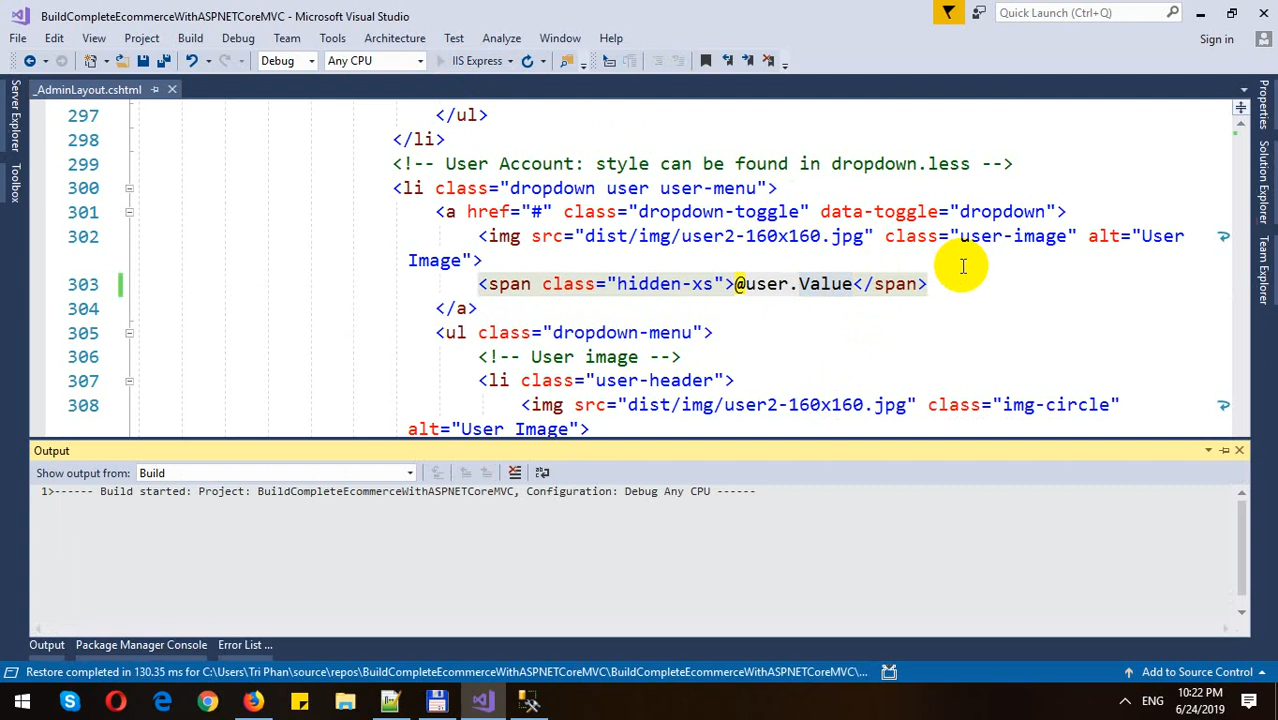 BuildCompleteEcommerceWithASPNETCoreMVC - Microsoft Visual Studio
Quick Launch (Ctrl+Q)
File Edit View Project Build Debug Team Tools Architecture Test Analyze Window Help
Sign in
Debug Any CPU IIS Express
_AdminLayout.cshtml
Server Explorer
Toolbox
Properties
Solution Explorer
Team Explorer
297 </ul>
298 </li>
299 <!-- User Account: style can be found in dropdown.less -->
300 <li class="dropdown user user-menu">
301 <a href="#" class="dropdown-toggle" data-toggle="dropdown">
302 <img src="dist/img/user2-160x160.jpg" class="user-image" alt="User
Image">
303 <span class="hidden-xs">@user.Value</span>
304 </a>
305 <ul class="dropdown-menu">
306 <!-- User image -->
307 <li class="user-header">
308 <img src="dist/img/user2-160x160.jpg" class="img-circle"
alt="User Image">
Output
Show output from: Build
1>------ Build started: Project: BuildCompleteEcommerceWithASPNETCoreMVC, Configuration: Debug Any CPU ------
Output Package Manager Console Error List ...
Restore completed in 130.35 ms for C:\Users\Tri Phan\source\repos\BuildCompleteEcommerceWithASPNETCoreMVC\BuildCompleteEcommerceWithASPNETCoreMVC\...
Add to Source Control
ENG
10:22 PM
6/24/2019